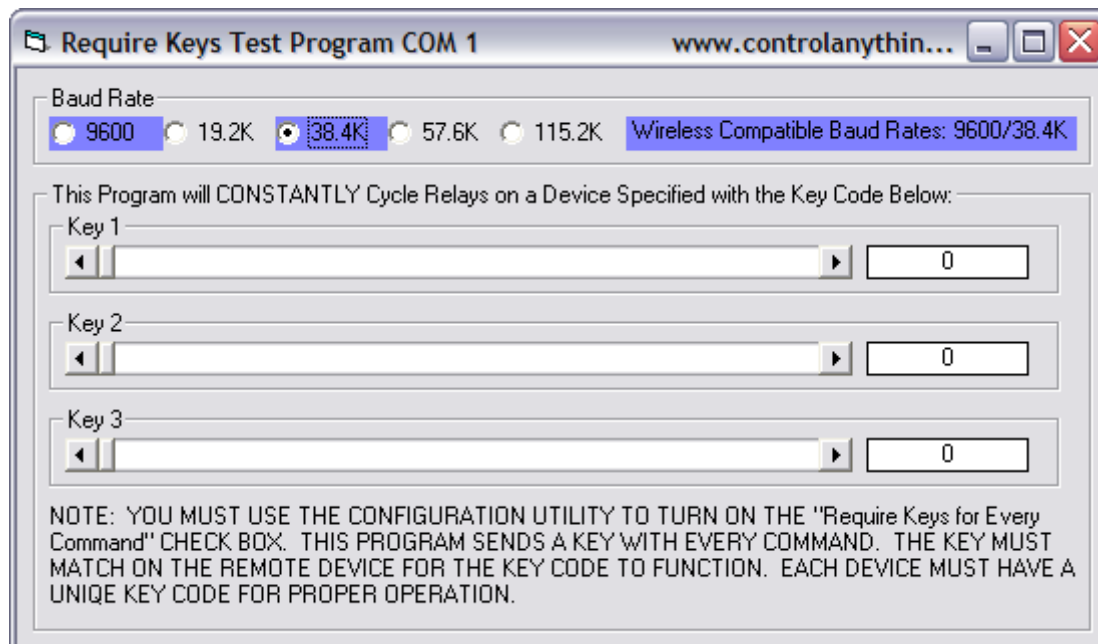 Require Keys Test Program COM 1 www.controlanythin...
Baud Rate
9600 19.2K 38.4K 57.6K 115.2K Wireless Compatible Baud Rates: 9600/38.4K
This Program will CONSTANTLY Cycle Relays on a Device Specified with the Key Code Below:
Key 1
0
Key 2
0
Key 3
0
NOTE: YOU MUST USE THE CONFIGURATION UTILITY TO TURN ON THE "Require Keys for Every
Command" CHECK BOX. THIS PROGRAM SENDS A KEY WITH EVERY COMMAND. THE KEY MUST
MATCH ON THE REMOTE DEVICE FOR THE KEY CODE TO FUNCTION. EACH DEVICE MUST HAVE A
UNIQE KEY CODE FOR PROPER OPERATION.